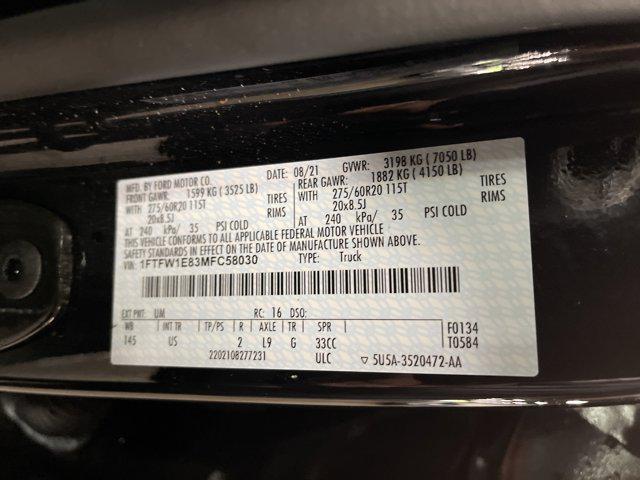 MFD. BY FORD MOTOR CO. DATE: 08/21 GVWR: 3198 KG ( 7050 LB)
FRONT GAWR: 1599 KG ( 3525 LB) REAR GAWR: 1882 KG ( 4150 LB)
WITH 275/60R20 115T TIRES WITH 275/60R20 115T TIRES
20x8.5J RIMS 20x8.5J RIMS
AT 240 kPa/ 35 PSI COLD AT 240 kPa/ 35 PSI COLD
THIS VEHICLE CONFORMS TO ALL APPLICABLE FEDERAL MOTOR VEHICLE
SAFETY STANDARDS IN EFFECT ON THE DATE OF MANUFACTURE SHOWN ABOVE.
VIN: 1FTFW1E83MFC58030 TYPE: Truck
EXT PNT: UM RC: 16 DSO: F0134
WB INT TR TP/PS R AXLE TR SPR T0584
145 US 2 L9 G 33CC
2202108277231 ULC ▽ 5U5A-3520472-AA